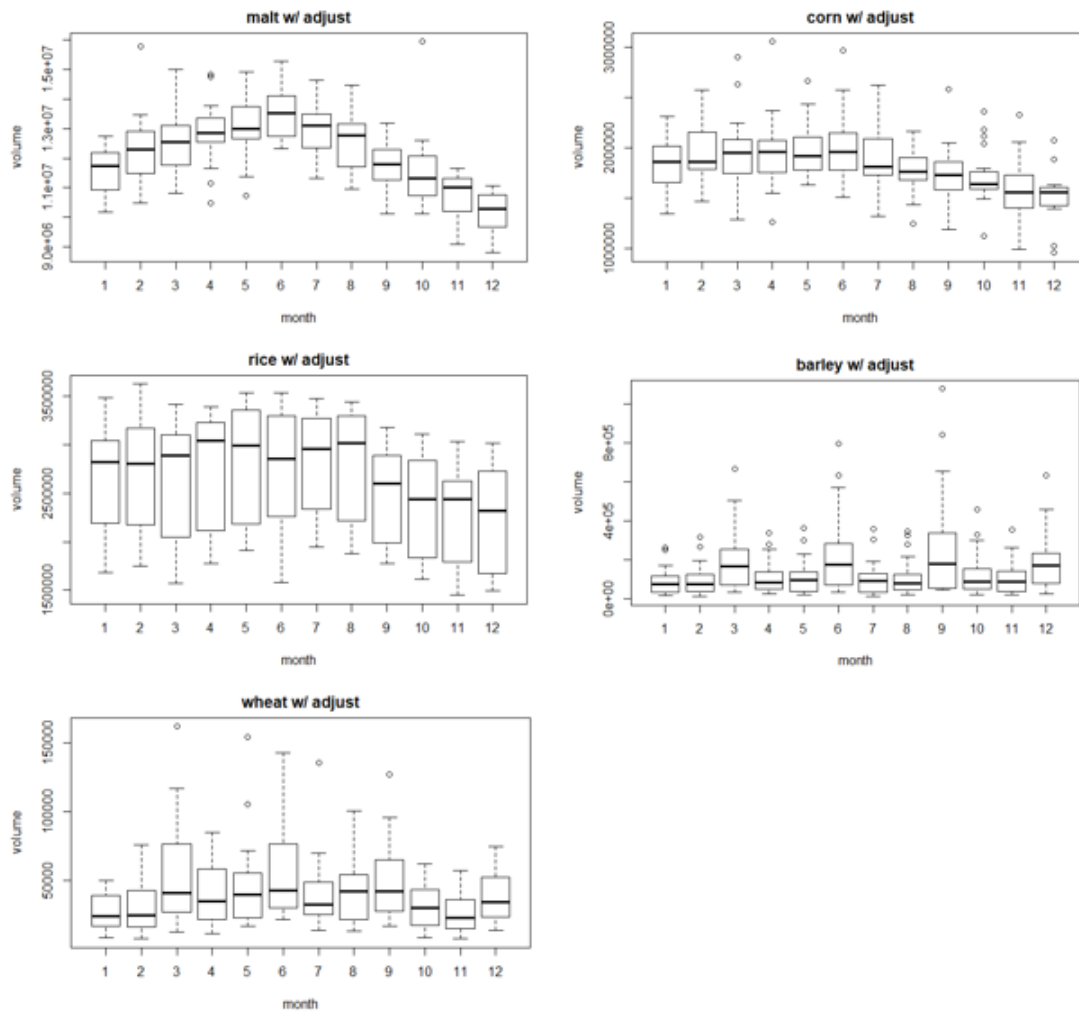 malt w/ adjust
volume
9.0e+06 1.1e+07 1.3e+07 1.5e+07
1 2 3 4 5 6 7 8 9 10 11 12
month
corn w/ adjust
volume
1000000 2000000 3000000
1 2 3 4 5 6 7 8 9 10 11 12
month
rice w/ adjust
volume
1500000 2500000 3500000
1 2 3 4 5 6 7 8 9 10 11 12
month
barley w/ adjust
volume
0e+00 4e+05 8e+05
1 2 3 4 5 6 7 8 9 10 11 12
month
wheat w/ adjust
volume
50000 100000 150000
1 2 3 4 5 6 7 8 9 10 11 12
month